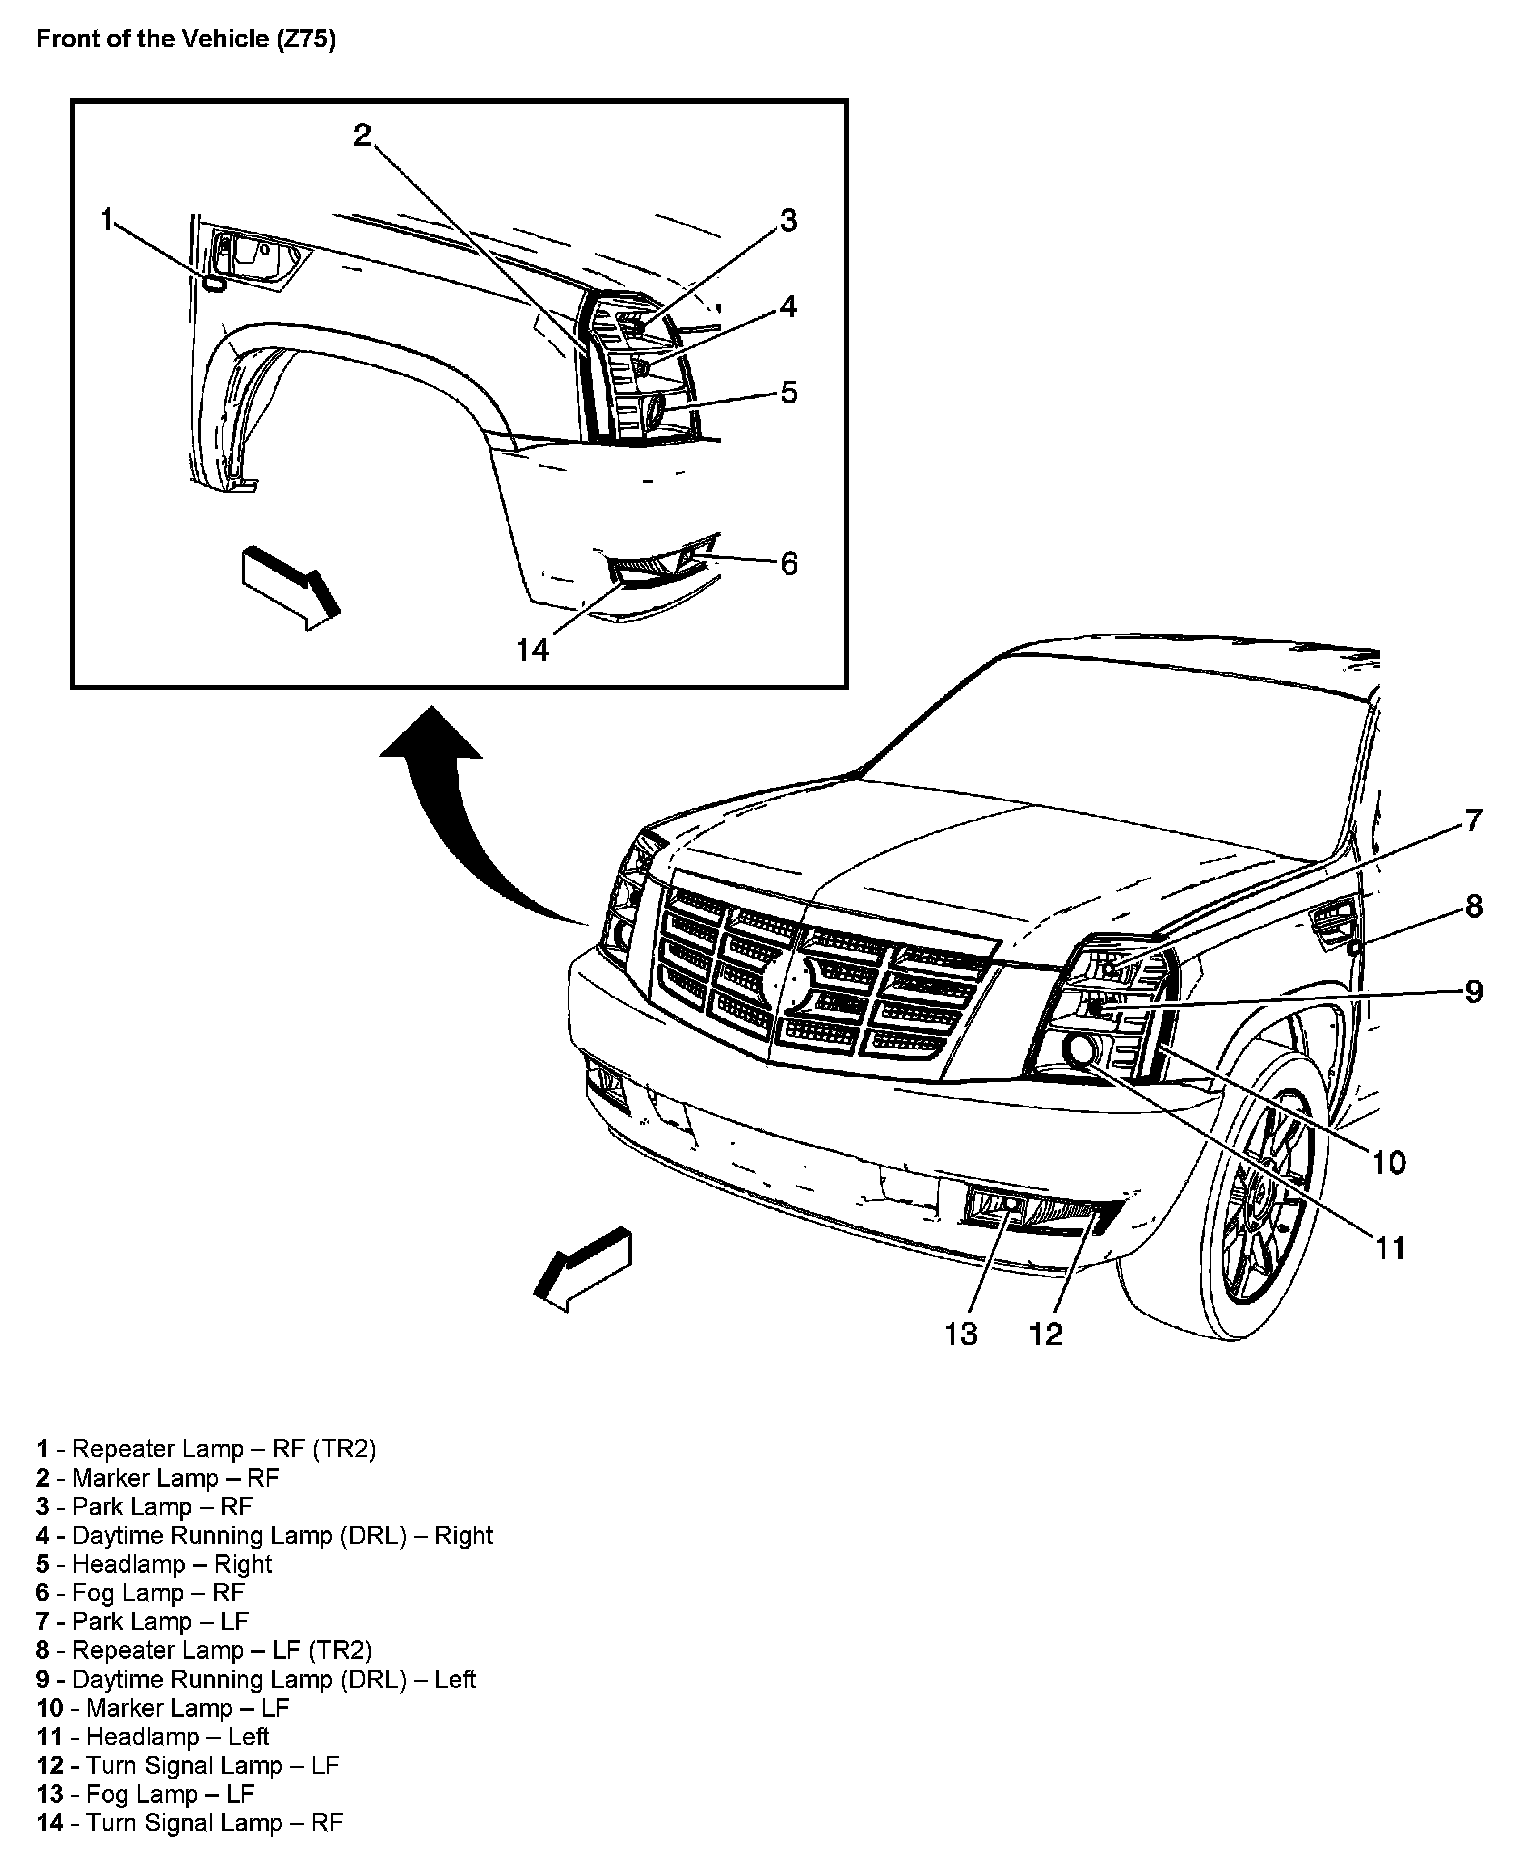 Front of the Vehicle (Z75)
2
1
3
4
5
6
14
7
8
9
10
11
13
12
1 - Repeater Lamp – RF (TR2)
2 - Marker Lamp – RF
3 - Park Lamp – RF
4 - Daytime Running Lamp (DRL) – Right
5 - Headlamp – Right
6 - Fog Lamp – RF
7 - Park Lamp – LF
8 - Repeater Lamp – LF (TR2)
9 - Daytime Running Lamp (DRL) – Left
10 - Marker Lamp – LF
11 - Headlamp – Left
12 - Turn Signal Lamp – LF
13 - Fog Lamp – LF
14 - Turn Signal Lamp – RF